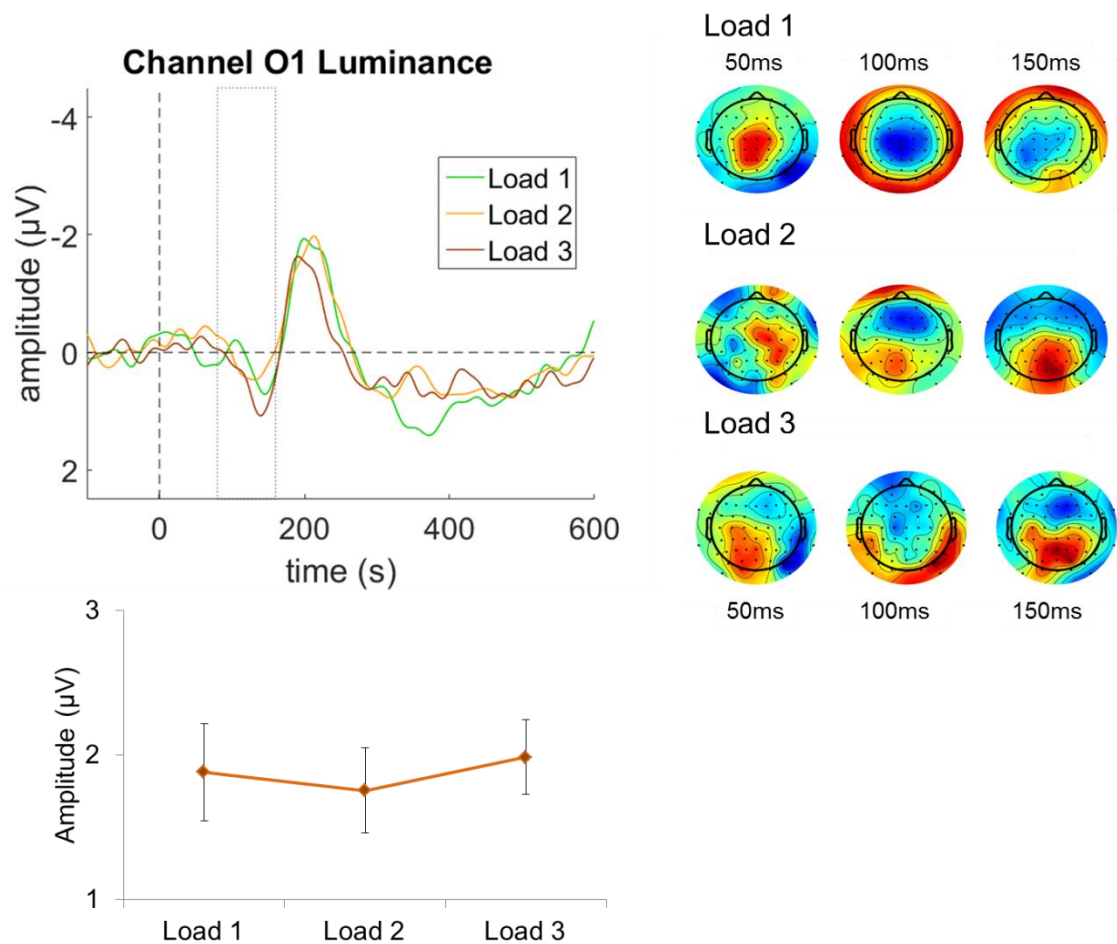 Channel O1 Luminance
-4
-2
0
2
amplitude (µV)
Load 1
Load 2
Load 3
0 200 400 600
time (s)
Load 1
50ms 100ms 150ms
Load 2
Load 3
50ms 100ms 150ms
3
2
1
Amplitude (µV)
Load 1 Load 2 Load 3